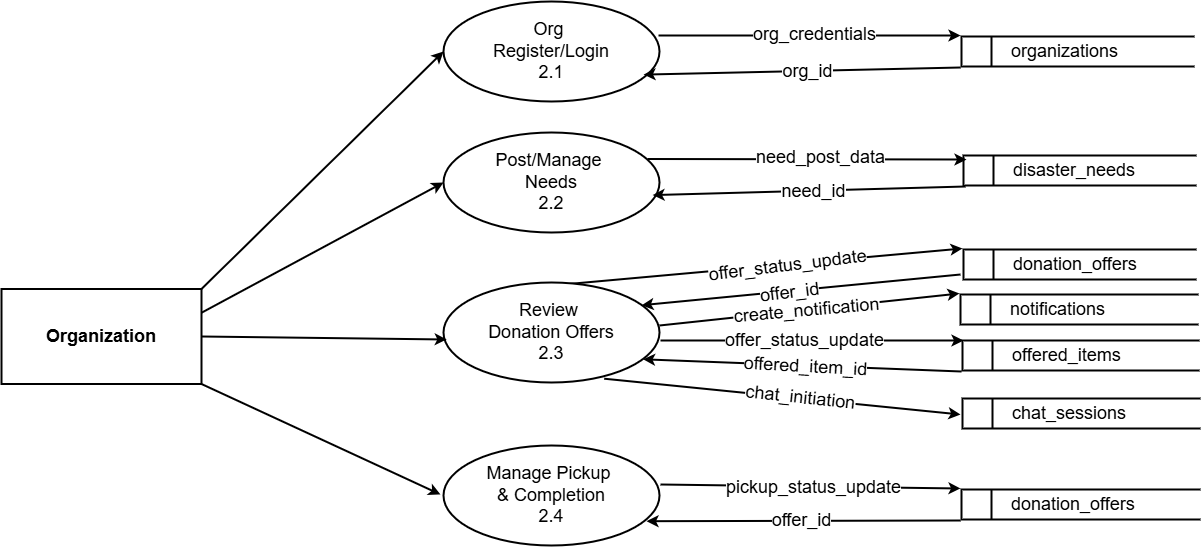 Org
Register/Login
2.1
org_credentials
org_id
organizations
Post/Manage
Needs
2.2
need_post_data
need_id
disaster_needs
Organization
Review
Donation Offers
2.3
offer_status_update
offer_id
donation_offers
create_notification
notifications
offer_status_update
offered_item_id
offered_items
chat_initiation
chat_sessions
Manage Pickup
& Completion
2.4
pickup_status_update
offer_id
donation_offers